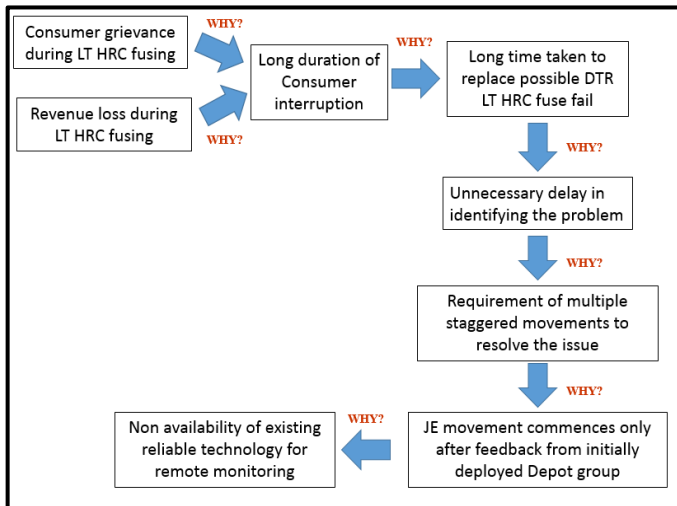 Consumer grievance
during LT HRC fusing
WHY?
Revenue loss during
LT HRC fusing
WHY?
Long duration of
Consumer
interruption
WHY?
Long time taken to
replace possible DTR
LT HRC fuse fail
WHY?
Unnecessary delay in
identifying the problem
WHY?
Requirement of multiple
staggered movements to
resolve the issue
WHY?
JE movement commences only
after feedback from initially
deployed Depot group
WHY?
Non availability of existing
reliable technology for
remote monitoring